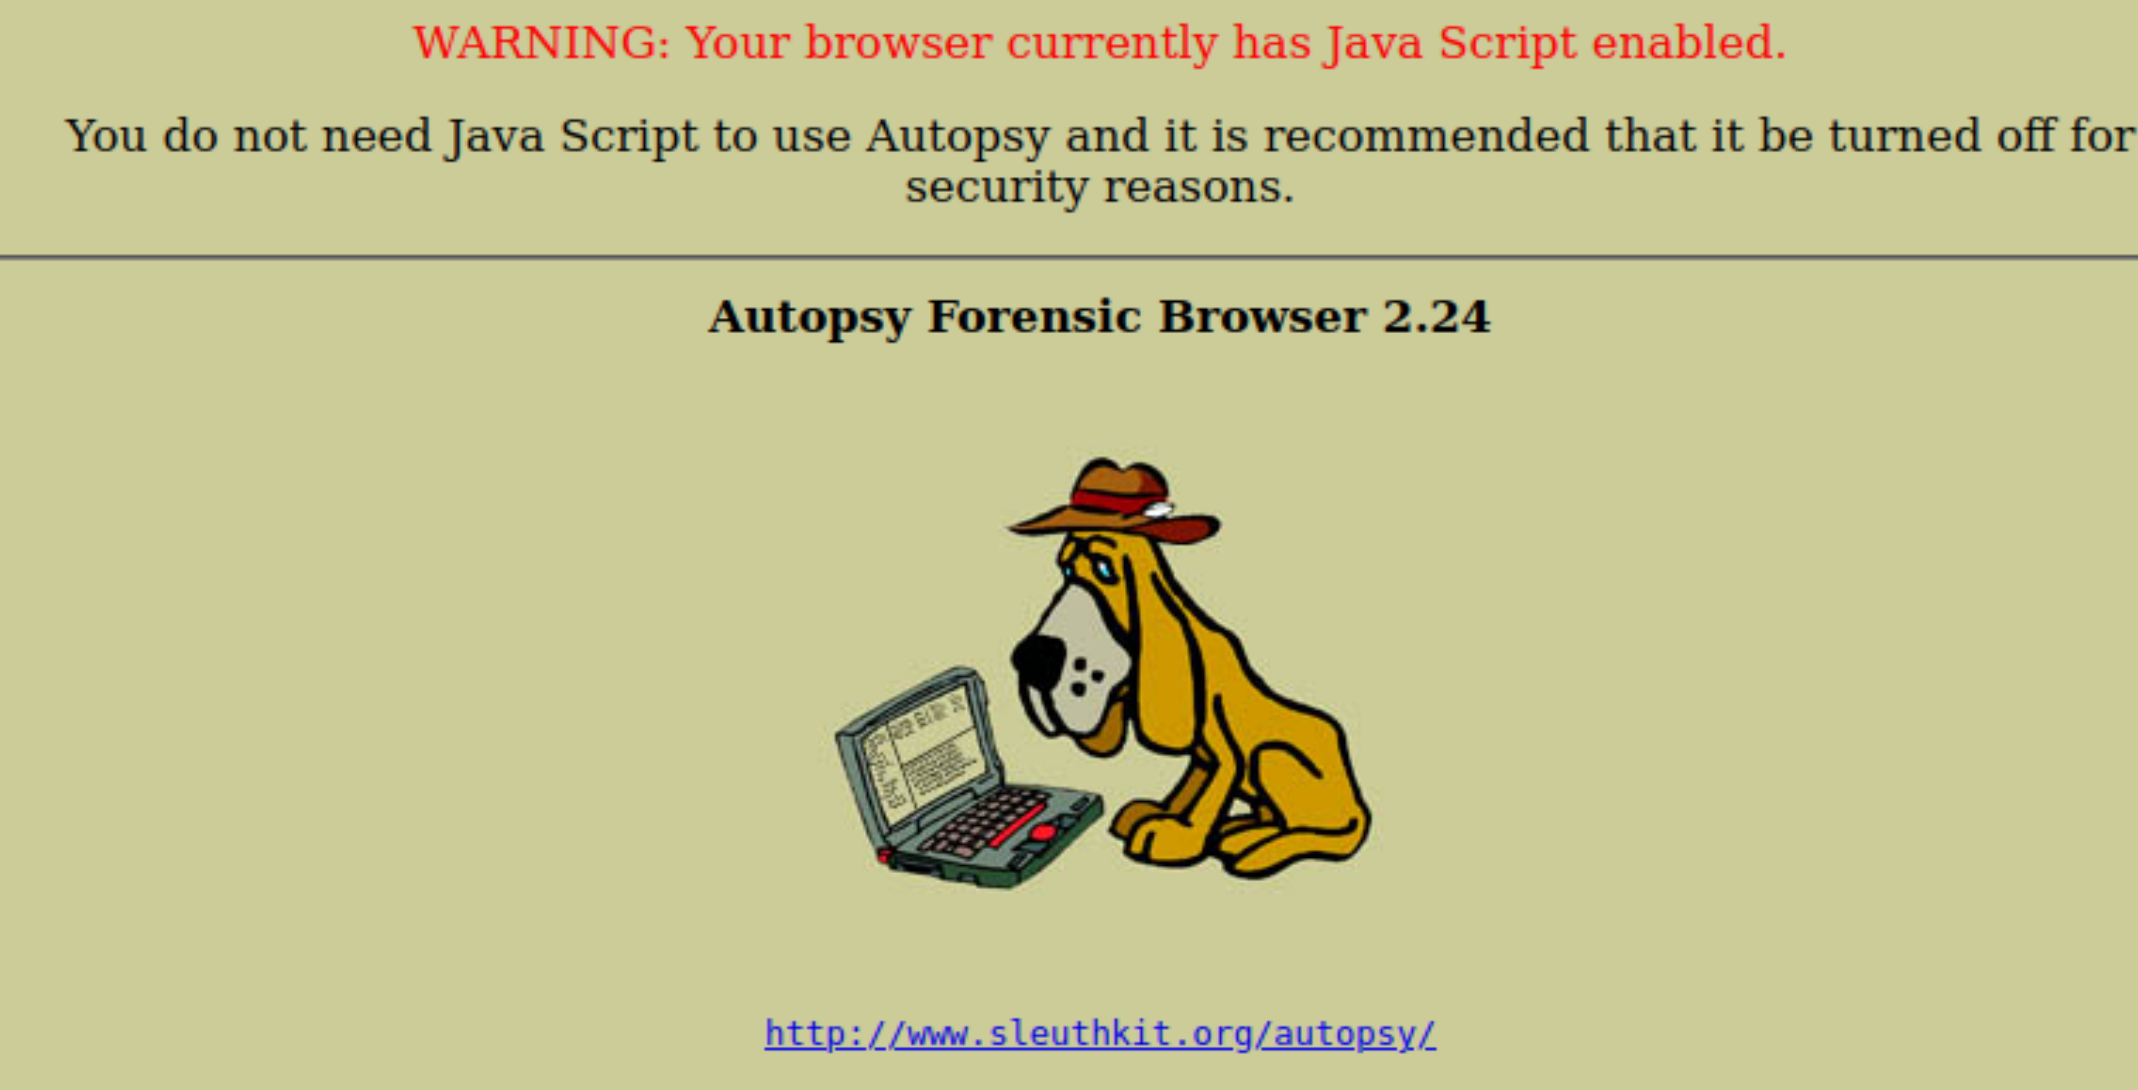 WARNING: Your browser currently has Java Script enabled.
You do not need Java Script to use Autopsy and it is recommended that it be turned off for
security reasons.
Autopsy Forensic Browser 2.24
http://www.sleuthkit.org/autopsy/